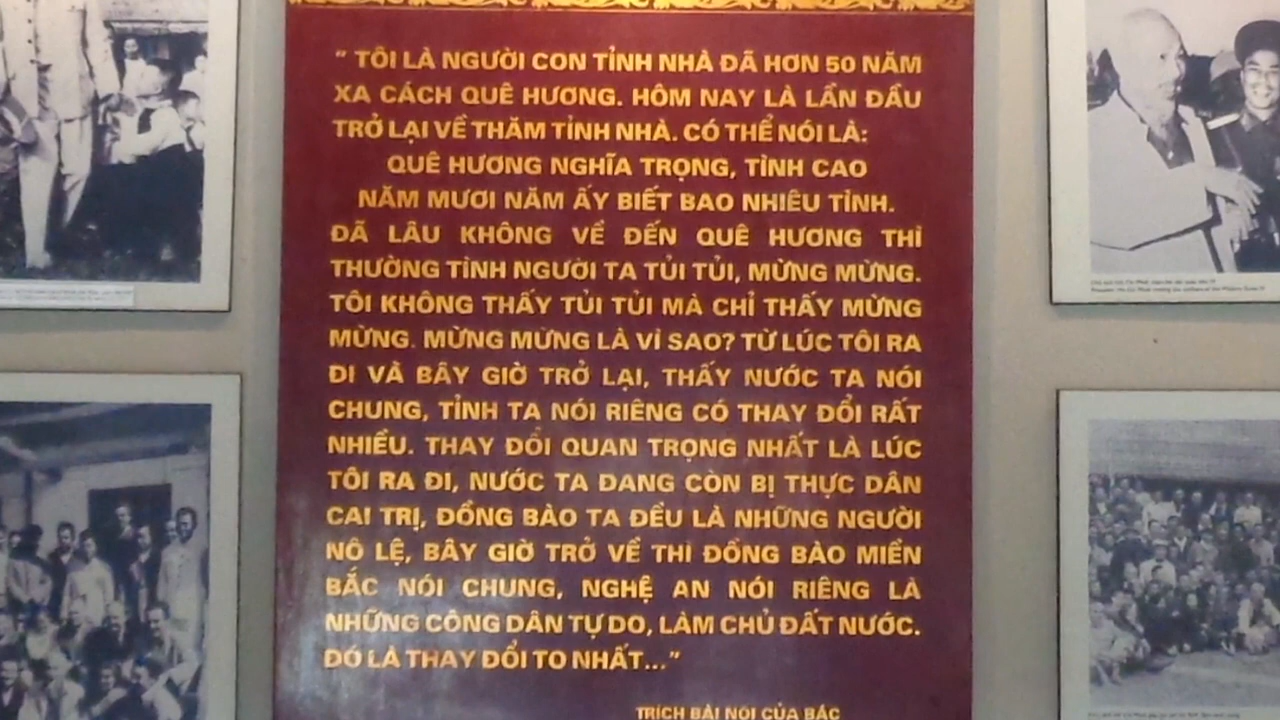 " TÔI LÀ NGƯỜI CON TỈNH NHÀ ĐÃ HƠN 50 NĂM
XA CÁCH QUÊ HƯƠNG. HÔM NAY LÀ LẦN ĐẦU
TRỞ LẠI VỀ THĂM TỈNH NHÀ. CÓ THỂ NÓI LÀ:
QUÊ HƯƠNG NGHĨA TRỌNG, TÌNH CAO
NĂM MƯƠI NĂM ẤY BIẾT BAO NHIÊU TÌNH.
ĐÃ LÂU KHÔNG VỀ ĐẾN QUÊ HƯƠNG THÌ
THƯỜNG TÌNH NGƯỜI TA TỦI TỦI, MỪNG MỪNG.
TÔI KHÔNG THẤY TỦI TỦI MÀ CHỈ THẤY MỪNG
MỪNG. MỪNG MỪNG LÀ VÌ SAO? TỪ LÚC TÔI RA
ĐI VÀ BÂY GIỜ TRỞ LẠI, THẤY NƯỚC TA NÓI
CHUNG, TỈNH TA NÓI RIÊNG CÓ THAY ĐỔI RẤT
NHIỀU. THAY ĐỔI QUAN TRỌNG NHẤT LÀ LÚC
TÔI RA ĐI, NƯỚC TA ĐANG CÒN BỊ THỰC DÂN
CAI TRỊ, ĐỒNG BÀO TA ĐỀU LÀ NHỮNG NGƯỜI
NÔ LỆ, BÂY GIỜ TRỞ VỀ THÌ ĐỒNG BÀO MIỀN
BẮC NÓI CHUNG, NGHỆ AN NÓI RIÊNG LÀ
NHỮNG CÔNG DÂN TỰ DO, LÀM CHỦ ĐẤT NƯỚC.
ĐÓ LÀ THAY ĐỔI TO NHẤT..."
TRÍCH BÀI NÓI CỦA BÁC